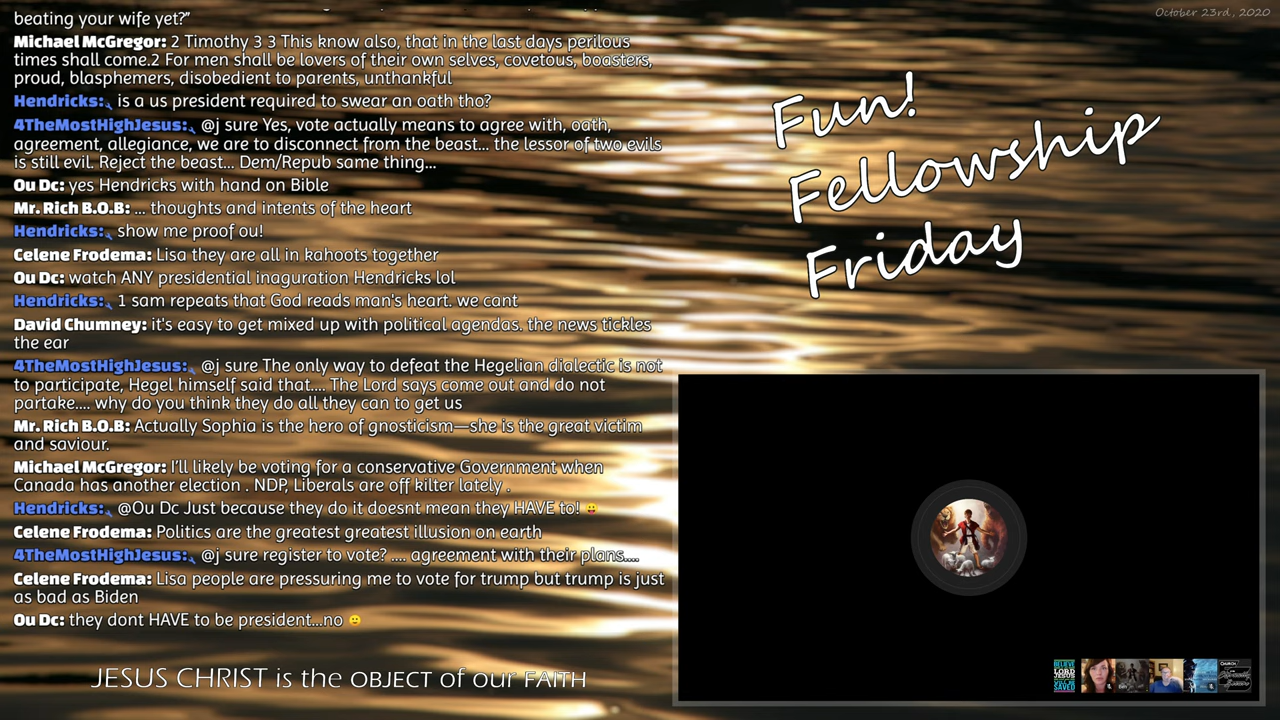 beating your wife yet?"
Michael McGregor: 2 Timothy 3 3 This know also, that in the last days perilous
times shall come.2 For men shall be lovers of their own selves, covetous, boasters,
proud, blasphemers, disobedient to parents, unthankful
Hendricks: is a us president required to swear an oath tho?
4TheMostHighJesus: @j sure Yes, vote actually means to agree with, oath,
agreement, allegiance, we are to disconnect from the beast... the lessor of two evils
is still evil. Reject the beast... Dem/Repub same thing...
Ou Dc: yes Hendricks with hand on Bible
Mr. Rich B.O.B: ... thoughts and intents of the heart
Hendricks: show me proof ou!
Celene Frodema: Lisa they are all in kahoots together
Ou Dc: watch ANY presidential inaguration Hendricks lol
Hendricks: 1 sam repeats that God reads man's heart. we cant
David Chumney: it's easy to get mixed up with political agendas. the news tickles
the ear
4TheMostHighJesus: @j sure The only way to defeat the Hegelian dialectic is not
to participate, Hegel himself said that.... The Lord says come out and do not
partake.... why do you think they do all they can to get us
Mr. Rich B.O.B: Actually Sophia is the hero of gnosticism—she is the great victim
and saviour.
Michael McGregor: I'll likely be voting for a conservative Government when
Canada has another election . NDP, Liberals are off kilter lately .
Hendricks: @Ou Dc Just because they do it doesnt mean they HAVE to! 😛
Celene Frodema: Politics are the greatest greatest illusion on earth
4TheMostHighJesus: @j sure register to vote? .... agreement with their plans....
Celene Frodema: Lisa people are pressuring me to vote for trump but trump is just
as bad as Biden
Ou Dc: they dont HAVE to be president...no 🙂
JESUS CHRIST is the OBJECT of our FAITH
October 23rd, 2020
Fun!
Fellowship
Friday
BELIEVE
LORD
JESUS
SAVED
CHURCH